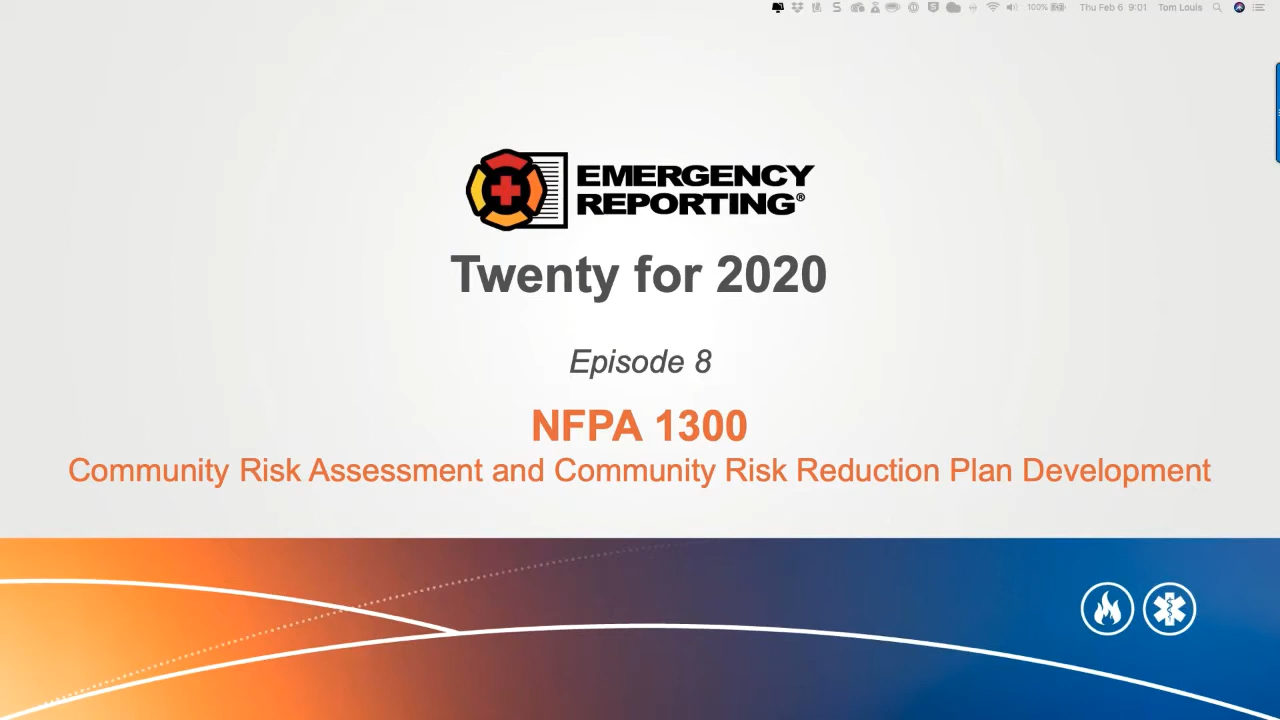 100% Thu Feb 6 9:01 Tom Louis
EMERGENCY
REPORTING®
Twenty for 2020
Episode 8
NFPA 1300
Community Risk Assessment and Community Risk Reduction Plan Development